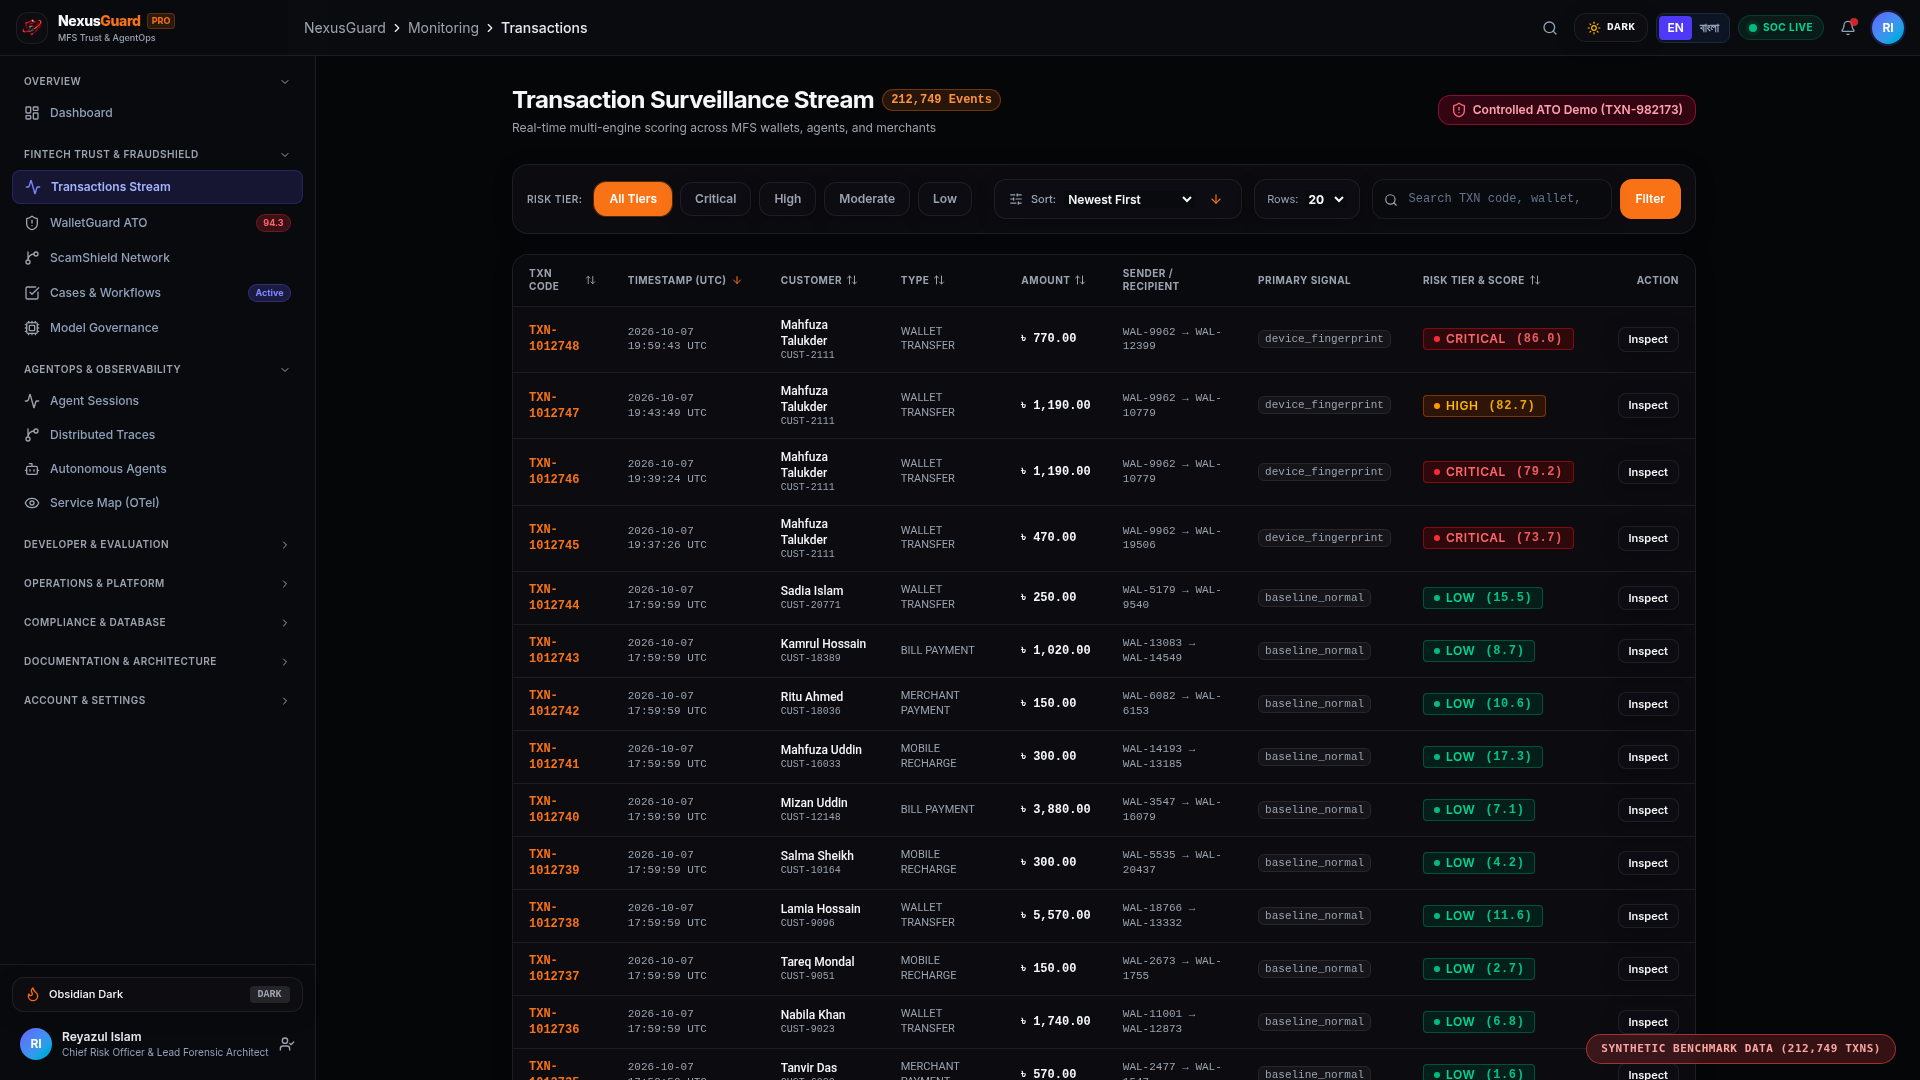 NexusGuard PRO
MFS Trust & AgentOps
NexusGuard > Monitoring > Transactions
DARK
EN বাংলা
SOC LIVE
RI
OVERVIEW
Dashboard
FINTECH TRUST & FRAUDSHIELD
Transactions Stream
WalletGuard ATO 94.3
ScamShield Network
Cases & Workflows Active
Model Governance
AGENTOPS & OBSERVABILITY
Agent Sessions
Distributed Traces
Autonomous Agents
Service Map (OTel)
DEVELOPER & EVALUATION
OPERATIONS & PLATFORM
COMPLIANCE & DATABASE
DOCUMENTATION & ARCHITECTURE
ACCOUNT & SETTINGS
Obsidian Dark DARK
RI Reyazul Islam
Chief Risk Officer & Lead Forensic Architect
Transaction Surveillance Stream 212,749 Events
Real-time multi-engine scoring across MFS wallets, agents, and merchants
Controlled ATO Demo (TXN-982173)
RISK TIER: All Tiers Critical High Moderate Low Sort: Newest First ↓ Rows: 20 Search TXN code, wallet, Filter
TXN CODE TIMESTAMP (UTC) CUSTOMER TYPE AMOUNT SENDER / RECIPIENT PRIMARY SIGNAL RISK TIER & SCORE ACTION
TXN-1012748 2026-10-07 19:59:43 UTC Mahfuza Talukder CUST-2111 WALLET TRANSFER ৳ 770.00 WAL-9962 → WAL-12399 device_fingerprint CRITICAL (86.0) Inspect
TXN-1012747 2026-10-07 19:43:49 UTC Mahfuza Talukder CUST-2111 WALLET TRANSFER ৳ 1,190.00 WAL-9962 → WAL-10779 device_fingerprint HIGH (82.7) Inspect
TXN-1012746 2026-10-07 19:39:24 UTC Mahfuza Talukder CUST-2111 WALLET TRANSFER ৳ 1,190.00 WAL-9962 → WAL-10779 device_fingerprint CRITICAL (79.2) Inspect
TXN-1012745 2026-10-07 19:37:26 UTC Mahfuza Talukder CUST-2111 WALLET TRANSFER ৳ 470.00 WAL-9962 → WAL-19506 device_fingerprint CRITICAL (73.7) Inspect
TXN-1012744 2026-10-07 17:59:59 UTC Sadia Islam CUST-20771 WALLET TRANSFER ৳ 250.00 WAL-5179 → WAL-9540 baseline_normal LOW (15.5) Inspect
TXN-1012743 2026-10-07 17:59:59 UTC Kamrul Hossain CUST-18389 BILL PAYMENT ৳ 1,020.00 WAL-13083 → WAL-14549 baseline_normal LOW (8.7) Inspect
TXN-1012742 2026-10-07 17:59:59 UTC Ritu Ahmed CUST-18036 MERCHANT PAYMENT ৳ 150.00 WAL-6082 → WAL-6153 baseline_normal LOW (10.6) Inspect
TXN-1012741 2026-10-07 17:59:59 UTC Mahfuza Uddin CUST-16033 MOBILE RECHARGE ৳ 300.00 WAL-14193 → WAL-13185 baseline_normal LOW (17.3) Inspect
TXN-1012740 2026-10-07 17:59:59 UTC Mizan Uddin CUST-12148 BILL PAYMENT ৳ 3,880.00 WAL-3547 → WAL-16079 baseline_normal LOW (7.1) Inspect
TXN-1012739 2026-10-07 17:59:59 UTC Salma Sheikh CUST-10164 MOBILE RECHARGE ৳ 300.00 WAL-5535 → WAL-20437 baseline_normal LOW (4.2) Inspect
TXN-1012738 2026-10-07 17:59:59 UTC Lamia Hossain CUST-9096 WALLET TRANSFER ৳ 5,570.00 WAL-18766 → WAL-13332 baseline_normal LOW (11.6) Inspect
TXN-1012737 2026-10-07 17:59:59 UTC Tareq Mondal CUST-9051 MOBILE RECHARGE ৳ 150.00 WAL-2673 → WAL-1755 baseline_normal LOW (2.7) Inspect
TXN-1012736 2026-10-07 17:59:59 UTC Nabila Khan CUST-9023 WALLET TRANSFER ৳ 1,740.00 WAL-11001 → WAL-12873 baseline_normal LOW (6.8) Inspect
TXN- 2026-10-07 Tanvir Das MERCHANT ৳ 570.00 WAL-2477 → WAL- baseline_normal LOW (1.6) Inspect
SYNTHETIC BENCHMARK DATA (212,749 TXNS)